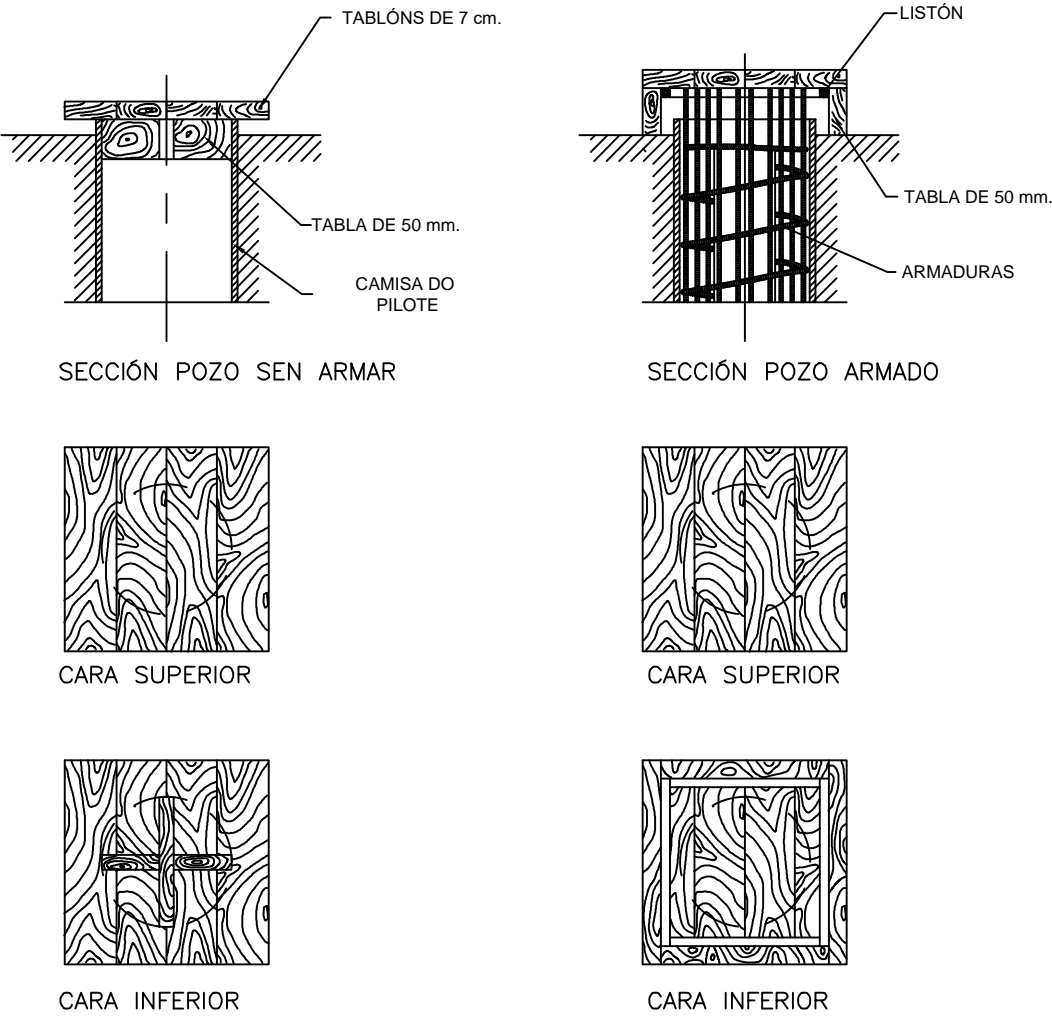 TABLÓNS DE 7 cm.
TABLA DE 50 mm.
CAMISA DO
PILOTE
SECCIÓN POZO SEN ARMAR
LISTÓN
TABLA DE 50 mm.
ARMADURAS
SECCIÓN POZO ARMADO
CARA SUPERIOR
CARA SUPERIOR
CARA INFERIOR
CARA INFERIOR